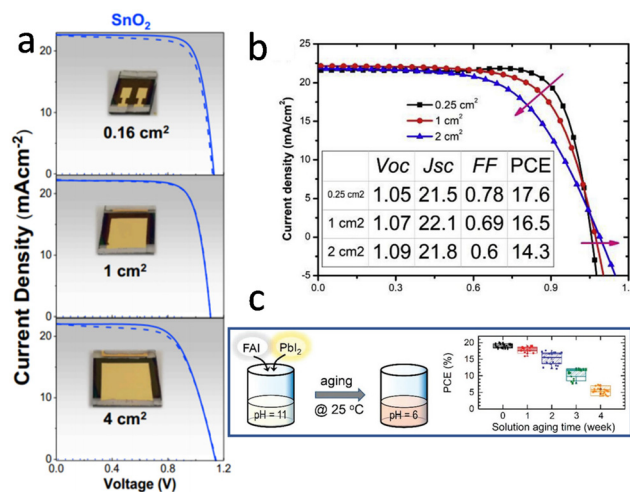 a
SnO2
Current Density (mAcm-2)
20
10
0
0.16 cm2
20
10
0
1 cm2
20
10
0
4 cm2
0.0 0.4 0.8 1.2
Voltage (V)
b
Current density (mA/cm2)
25
20
15
10
5
0
-5
0.25 cm2
1 cm2
2 cm2
Voc Jsc FF PCE
0.25 cm2 1.05 21.5 0.78 17.6
1 cm2 1.07 22.1 0.69 16.5
2 cm2 1.09 21.8 0.6 14.3
0.0 0.3 0.6 0.9 1.2
c
FAI PbI2
pH = 11
aging
@ 25 °C
pH = 6
PCE (%)
20
15
10
5
0
0 1 2 3 4
Solution aging time (week)